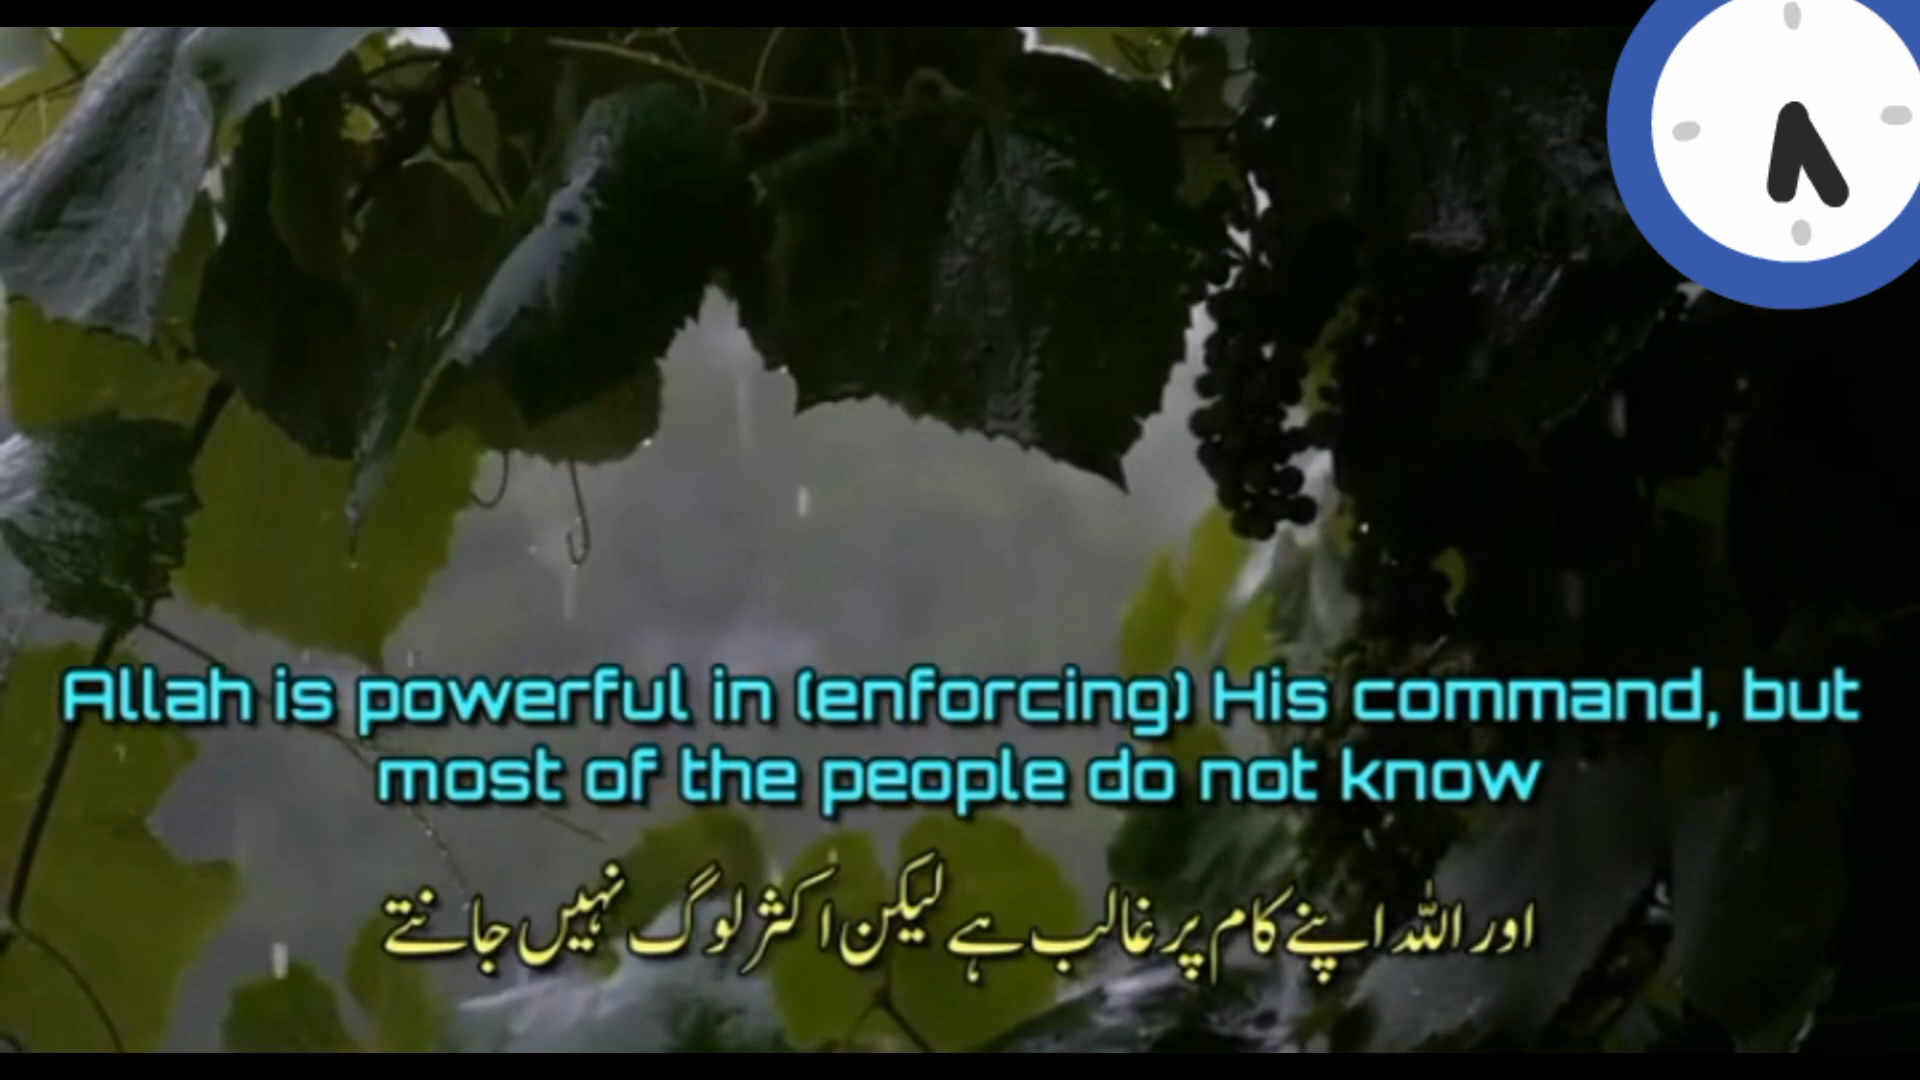 Allah is powerful in (enforcing) His command, but
most of the people do not know
اور اللہ اپنے کام پر غالب ہے لیکن اکثر لوگ نہیں جانتے